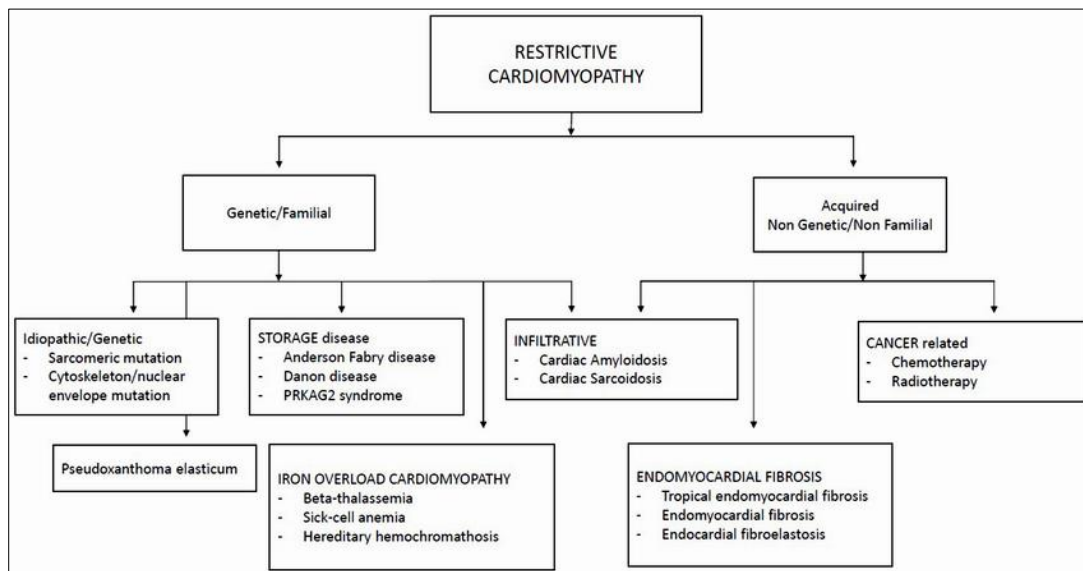 RESTRICTIVE
CARDIOMYOPATHY
Genetic/Familial
Acquired
Non Genetic/Non Familial
Idiopathic/Genetic
- Sarcomeric mutation
- Cytoskeleton/nuclear
envelope mutation
STORAGE disease
- Anderson Fabry disease
- Danon disease
- PRKAG2 syndrome
INFILTRATIVE
- Cardiac Amyloidosis
- Cardiac Sarcoidosis
CANCER related
- Chemotherapy
- Radiotherapy
Pseudoxanthoma elasticum
IRON OVERLOAD CARDIOMYOPATHY
- Beta-thalassemia
- Sick-cell anemia
- Hereditary hemochromathosis
ENDOMYOCARDIAL FIBROSIS
- Tropical endomyocardial fibrosis
- Endomyocardial fibrosis
- Endocardial fibroelastosis